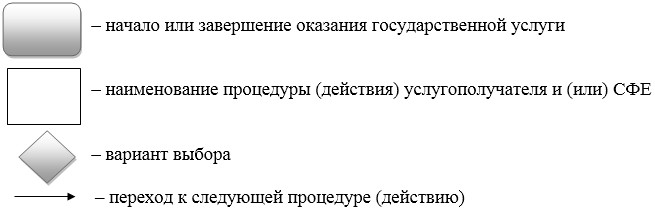 – начало или завершение оказания государственной услуги
– наименование процедуры (действия) услугополучателя и (или) СФЕ
– вариант выбора
– переход к следующей процедуре (действию)